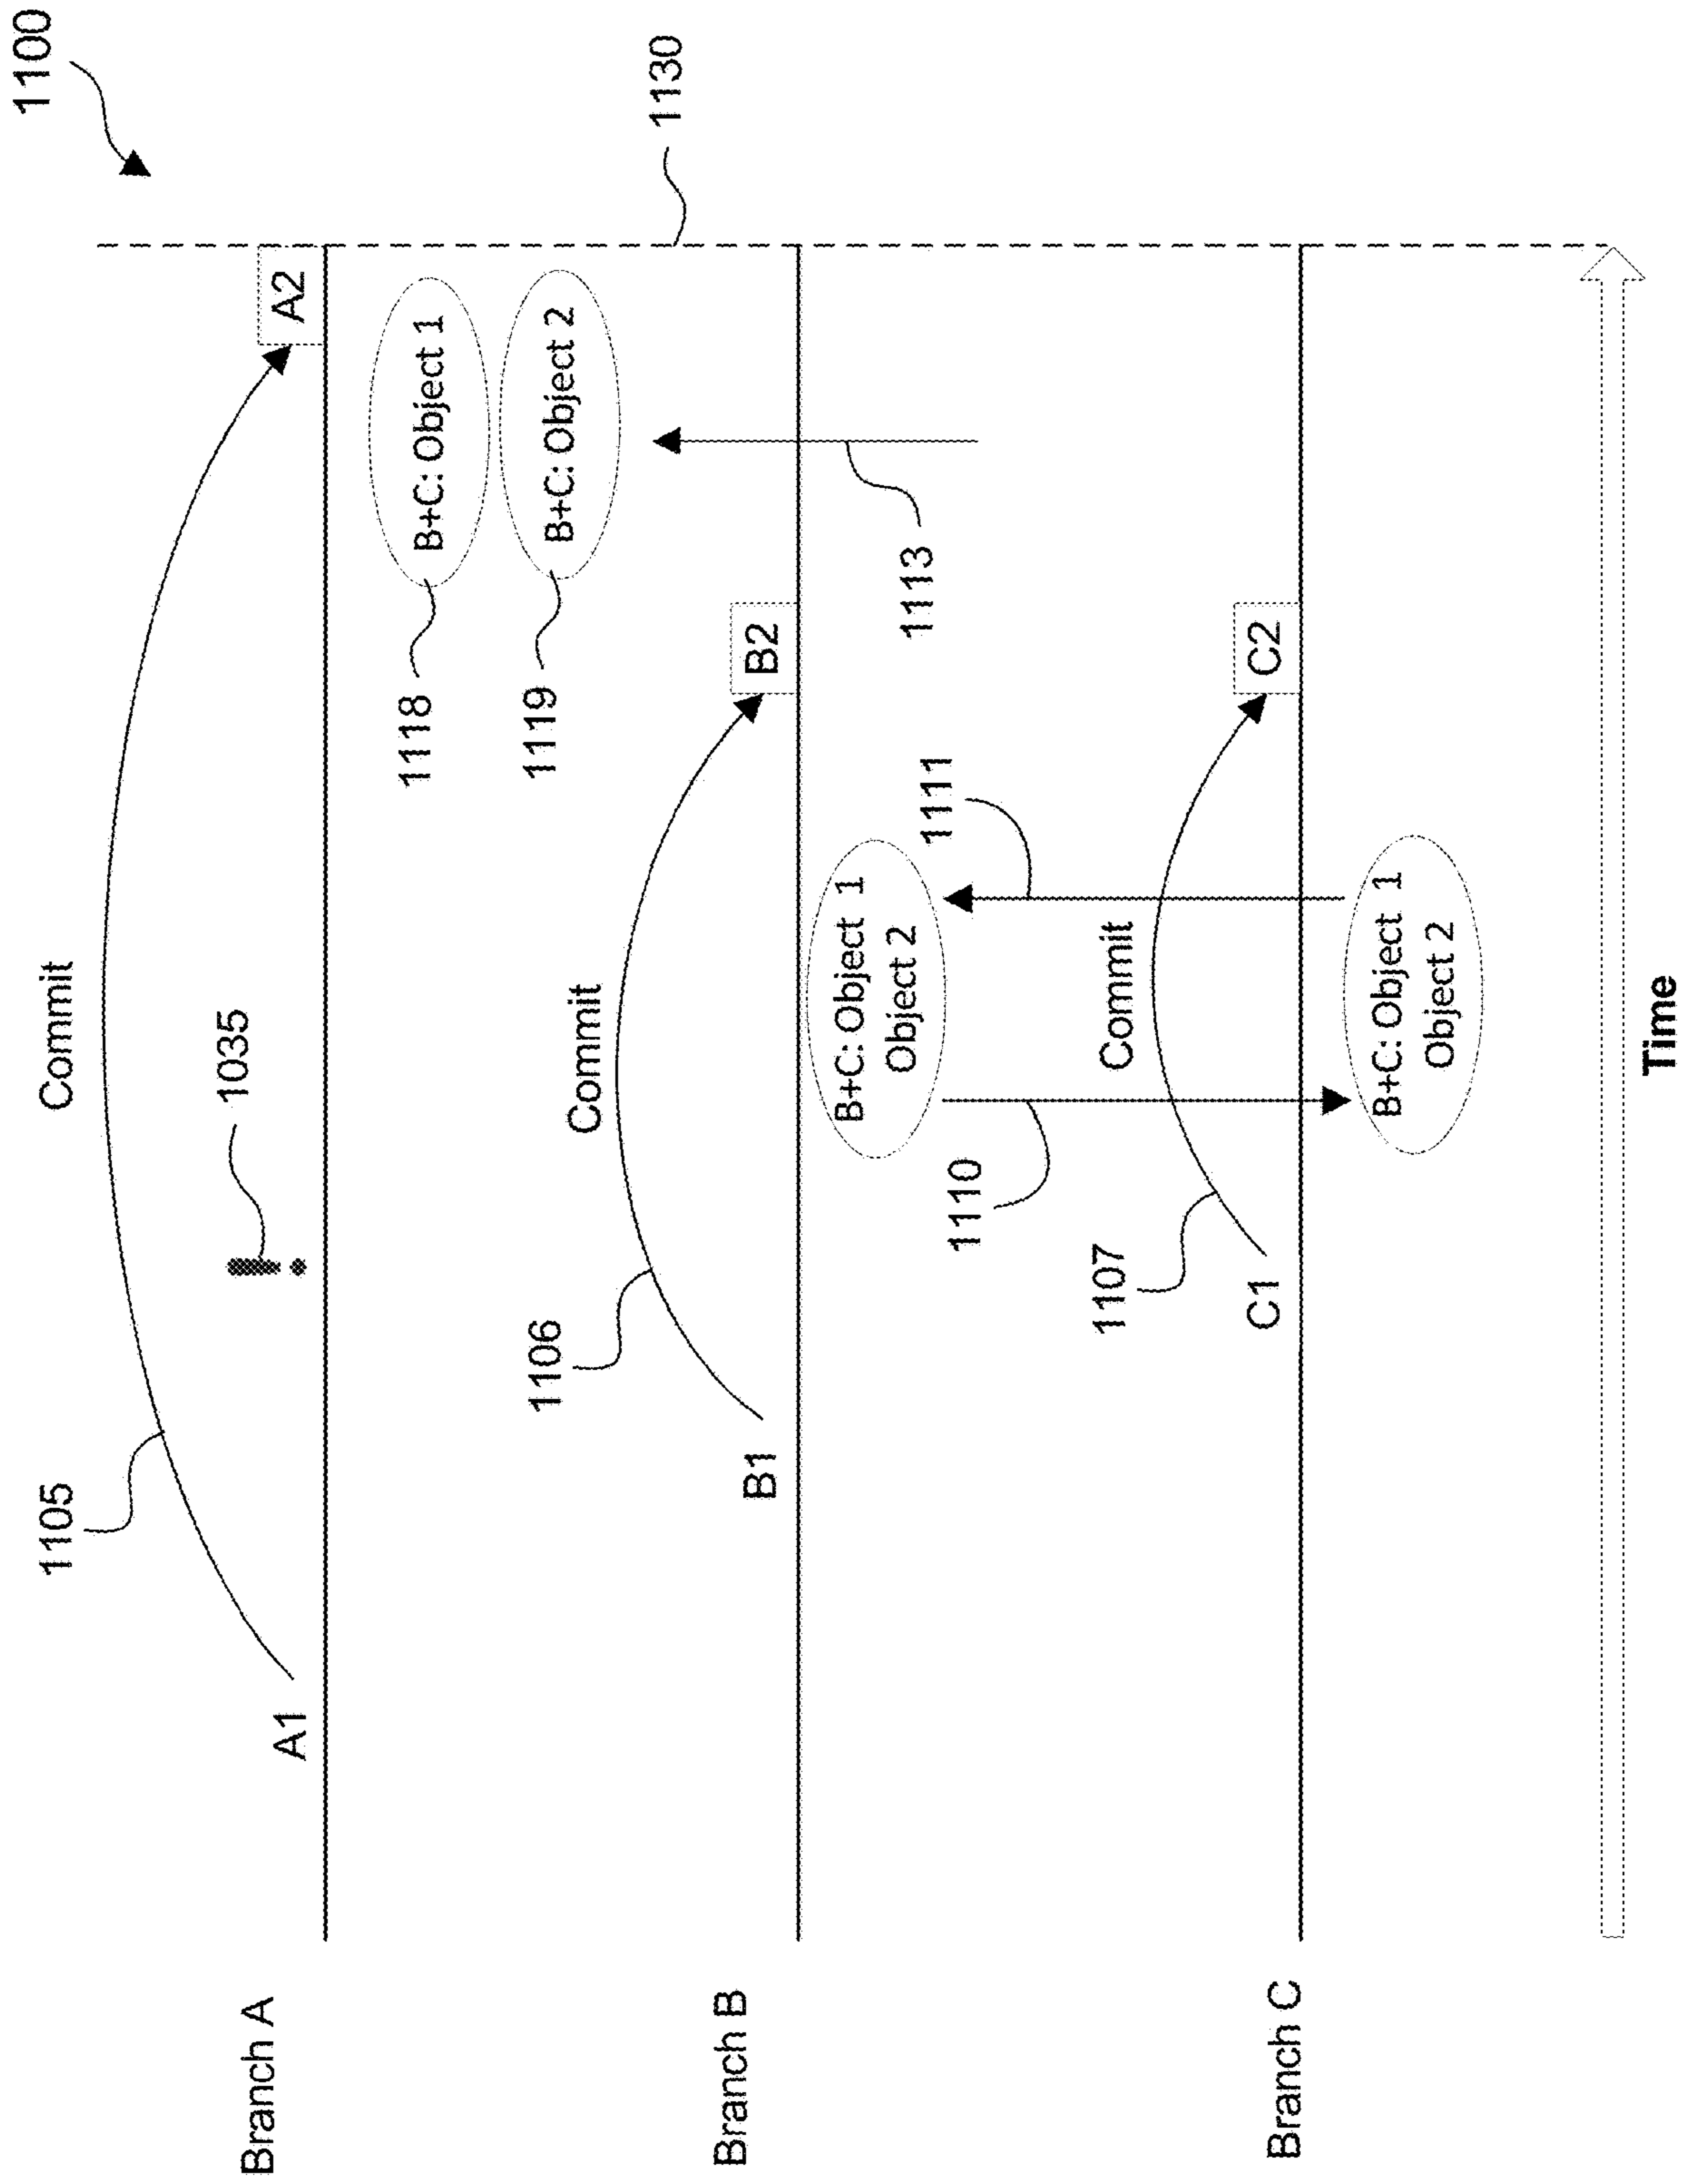 1100
Commit
1105
1035
A1
A2
Branch A
1130
B+C: Object 1
B+C: Object 2
1118
1119
Commit
1106
B1
B2
Branch B
1113
B+C: Object 1
Object 2
1111
1110
Commit
1107
C1
C2
Branch C
B+C: Object 1
Object 2
Time